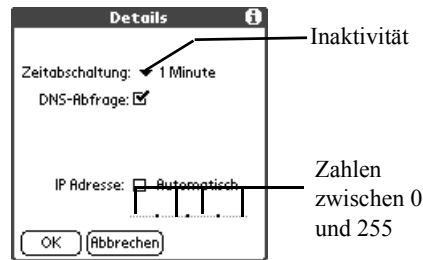 Details
Inaktivität
Zeitabschaltung: 1 Minute
DNS-Abfrage:
IP Adresse: Automatisch
Zahlen
zwischen 0
und 255
OK Abbrechen